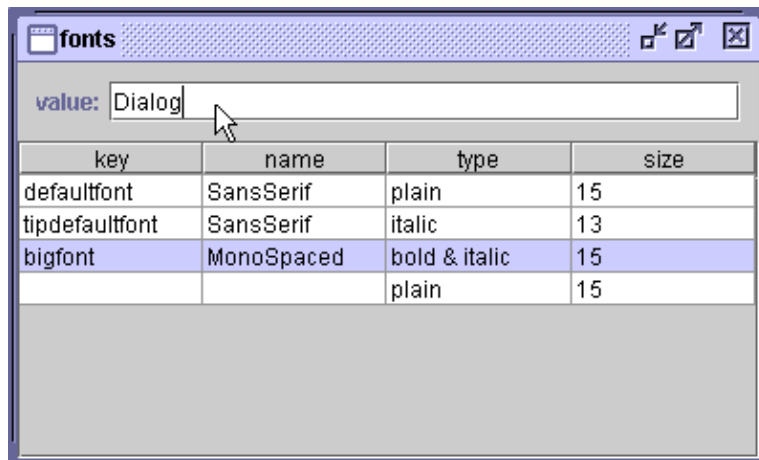 fonts
value: Dialog
key name type size
defaultfont SansSerif plain 15
tipdefaultfont SansSerif italic 13
bigfont MonoSpaced bold & italic 15
plain 15